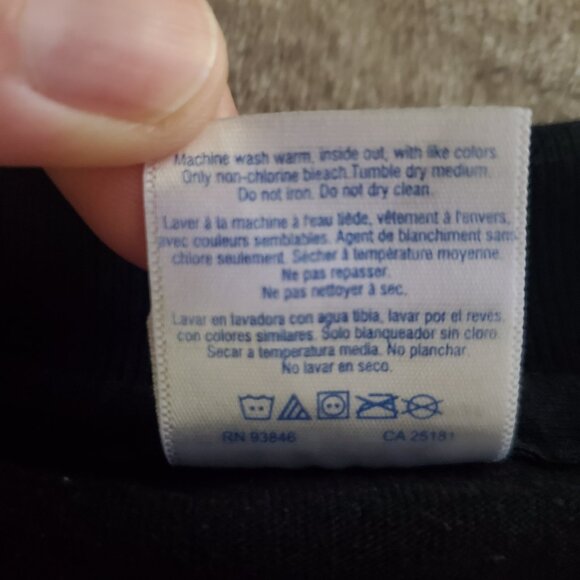 Machine wash warm, inside out, with like colors.
Only non-chlorine bleach. Tumble dry medium.
Do not iron. Do not dry clean.
Laver à la machine à l'eau tiède, vêtement à l'envers,
avec couleurs semblables. Agent de blanchiment sans
chlore seulement. Sécher à température moyenne.
Ne pas repasser.
Ne pas nettoyer à sec.
Lavar en lavadora con agua tibia, lavar por el revés,
con colores similares. Solo blanqueador sin cloro.
Secar a temperatura media. No planchar.
No lavar en seco.
RN 93846 CA 25181